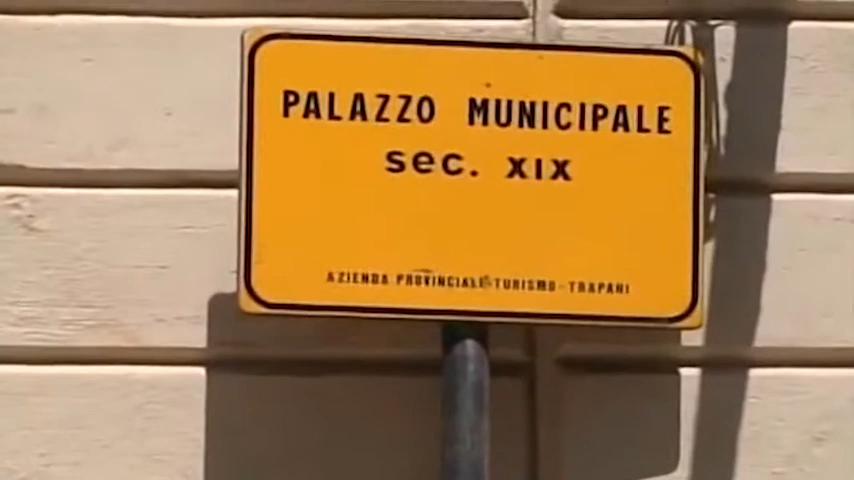 PALAZZO MUNICIPALE
sec. XIX
AZIENDA PROVINCIALE TURISMO - TRAPANI